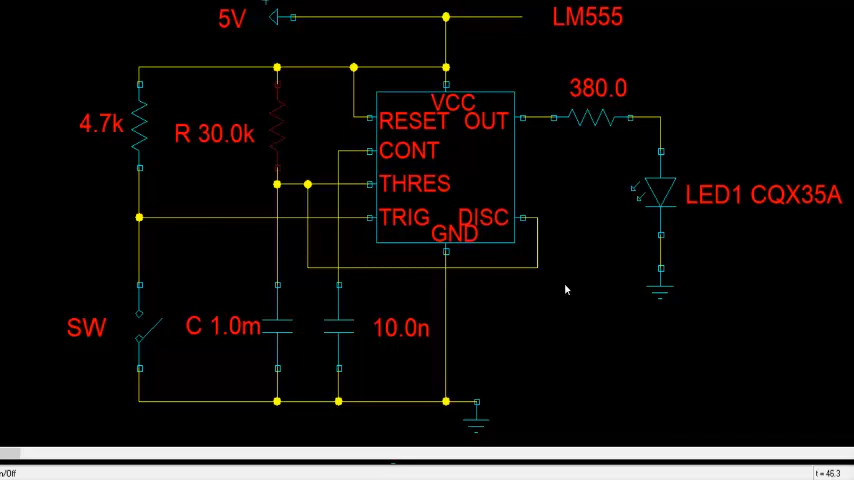 5V
LM555
380.0
4.7k
R 30.0k
VCC
RESET OUT
CONT
THRES
TRIG DISC
GND
LED1 CQX35A
SW
C 1.0m
10.0n
n/Off
t = 46.3